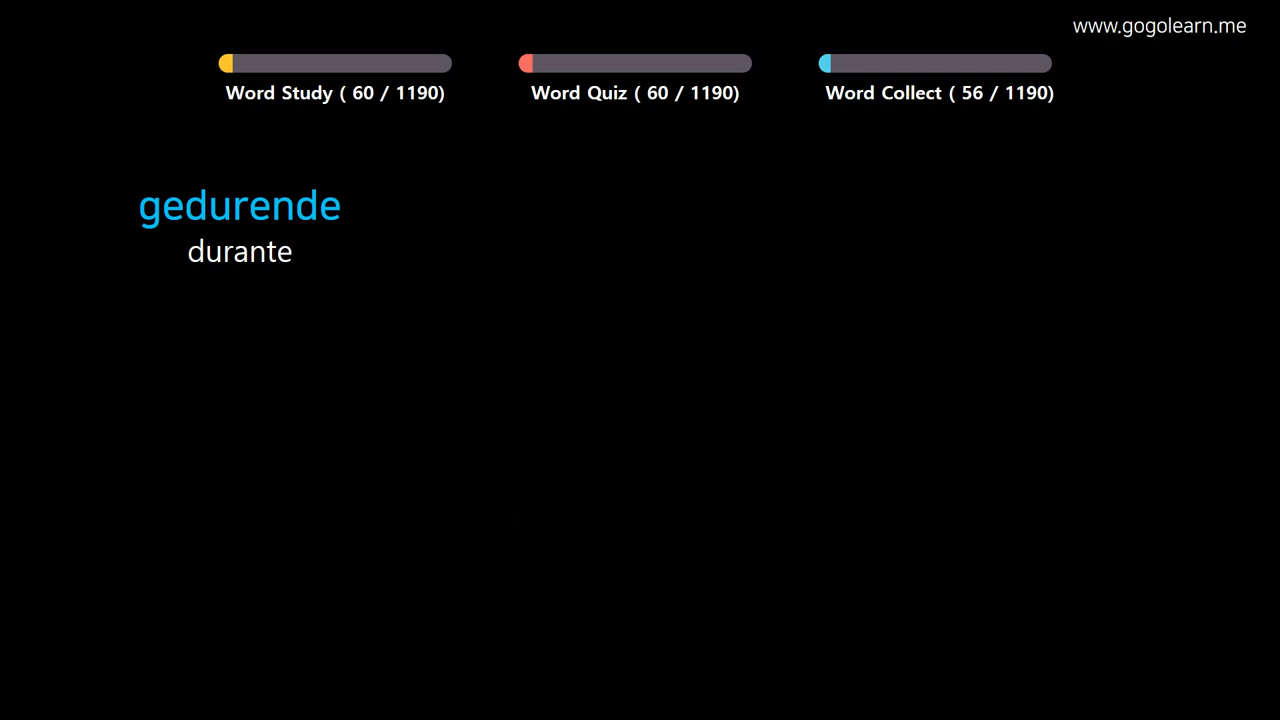 www.gogolearn.me
Word Study ( 60 / 1190)
Word Quiz ( 60 / 1190)
Word Collect ( 56 / 1190)
gedurende
durante